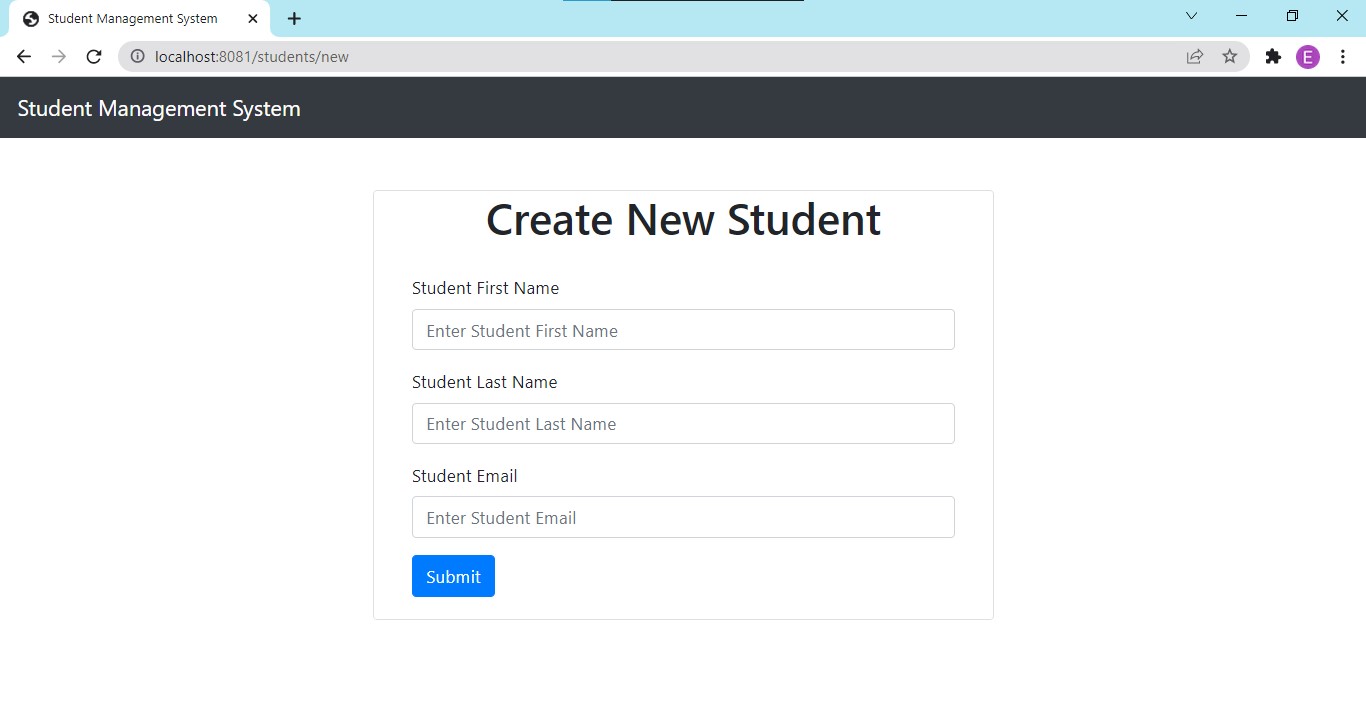 Student Management System
localhost:8081/students/new
E
Student Management System
Create New Student
Student First Name
Enter Student First Name
Student Last Name
Enter Student Last Name
Student Email
Enter Student Email
Submit